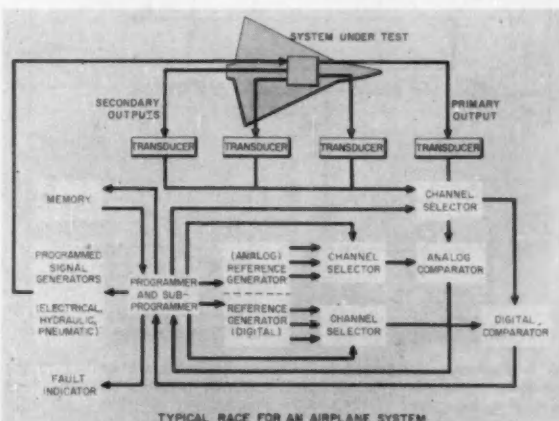 SYSTEM UNDER TEST
SECONDARY
OUTPUTS
PRIMARY
OUTPUT
TRANSDUCER
TRANSDUCER
TRANSDUCER
TRANSDUCER
MEMORY
CHANNEL
SELECTOR
PROGRAMMED
SIGNAL
GENERATORS
(ELECTRICAL,
HYDRAULIC,
PNEUMATIC)
PROGRAMMER
AND SUB-
PROGRAMMER
(ANALOG)
REFERENCE
GENERATOR
REFERENCE
GENERATOR
(DIGITAL)
CHANNEL
SELECTOR
CHANNEL
SELECTOR
ANALOG
COMPARATOR
DIGITAL
COMPARATOR
FAULT
INDICATOR
TYPICAL RACE FOR AN AIRPLANE SYSTEM